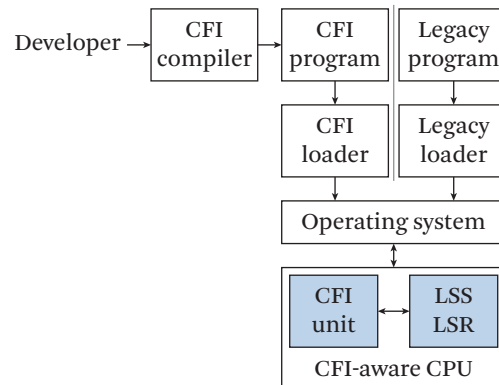 Developer
CFI
compiler
CFI
program
Legacy
program
CFI
loader
Legacy
loader
Operating system
CFI
unit
LSS
LSR
CFI-aware CPU